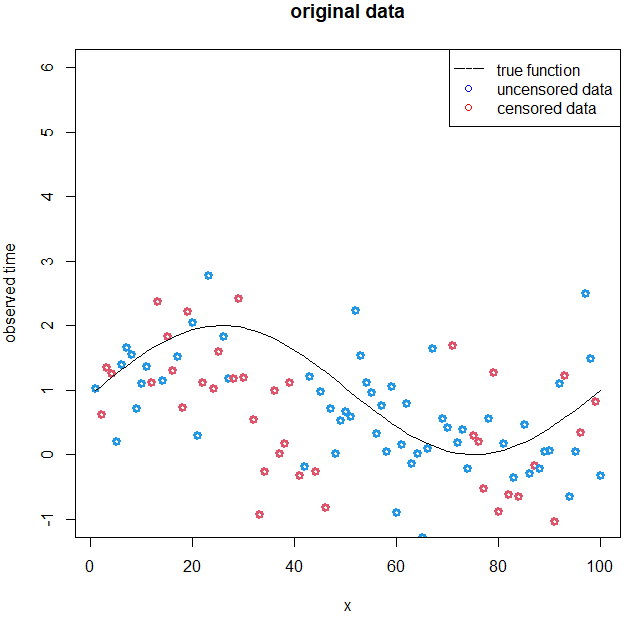 original data
observed time
6
5
4
3
2
1
0
-1
true function
uncensored data
censored data
0 20 40 60 80 100
x